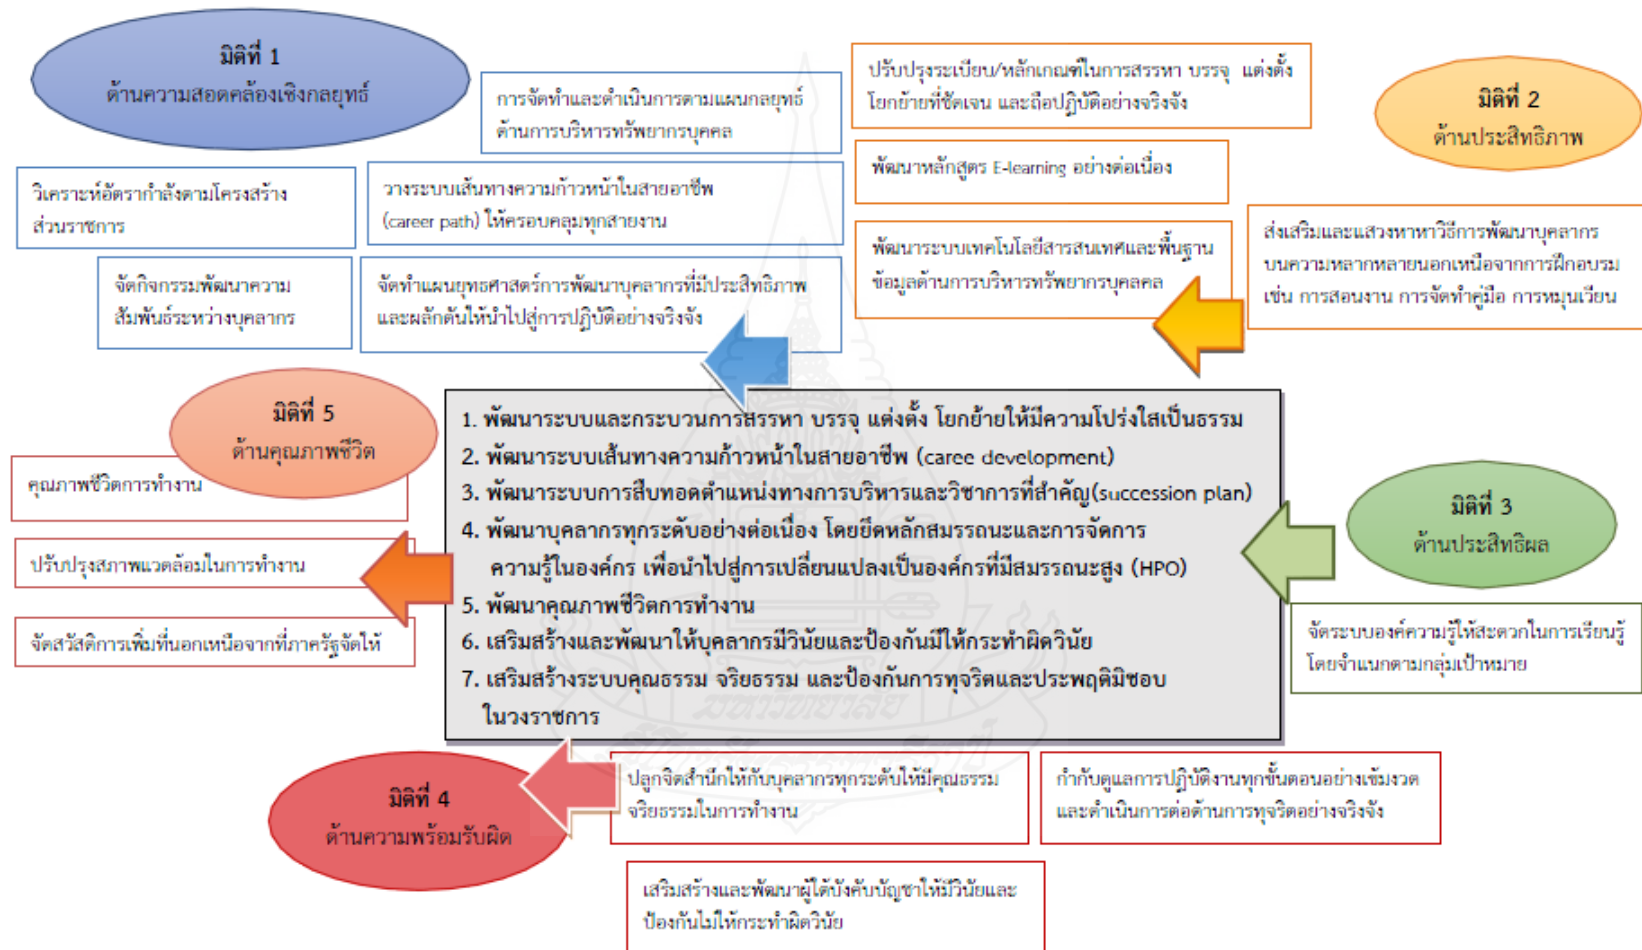 มิติที่ 1
ด้านความสอดคล้องเชิงกลยุทธ์
การจัดทำและดำเนินการตามแผนกลยุทธ์
ด้านการบริหารทรัพยากรบุคคล
วิเคราะห์อัตรากำลังตามโครงสร้าง
ส่วนราชการ
วางระบบเส้นทางความก้าวหน้าในสายอาชีพ
(career path) ให้ครอบคลุมทุกสายงาน
จัดกิจกรรมพัฒนาความ
สัมพันธ์ระหว่างบุคลากร
จัดทำแผนยุทธศาสตร์การพัฒนาบุคลากรที่มีประสิทธิภาพ
และผลักดันให้นำไปสู่การปฏิบัติอย่างจริงจัง
ปรับปรุงระเบียบ/หลักเกณฑ์ในการสรรหา บรรจุ แต่งตั้ง
โยกย้ายที่ชัดเจน และถือปฏิบัติอย่างจริงจัง
มิติที่ 2
ด้านประสิทธิภาพ
พัฒนาหลักสูตร E-learning อย่างต่อเนื่อง
พัฒนาระบบเทคโนโลยีสารสนเทศและพื้นฐาน
ข้อมูลด้านการบริหารทรัพยากรบุคลคล
ส่งเสริมและแสวงหาหาวิธีการพัฒนาบุคลากร
บนความหลากหลายนอกเหนือจากการฝึกอบรม
เช่น การสอนงาน การจัดทำคู่มือ การหมุนเวียน
มิติที่ 5
ด้านคุณภาพชีวิต
คุณภาพชีวิตการทำงาน
ปรับปรุงสภาพแวดล้อมในการทำงาน
จัดสวัสดิการเพิ่มที่นอกเหนือจากที่ภาครัฐจัดให้
1. พัฒนาระบบและกระบวนการสรรหา บรรจุ แต่งตั้ง โยกย้ายให้มีความโปร่งใสเป็นธรรม
2. พัฒนาระบบเส้นทางความก้าวหน้าในสายอาชีพ (caree development)
3. พัฒนาระบบการสืบทอดตำแหน่งทางการบริหารและวิชาการที่สำคัญ(succession plan)
4. พัฒนาบุคลากรทุกระดับอย่างต่อเนื่อง โดยยึดหลักสมรรถนะและการจัดการ
ความรู้ในองค์กร เพื่อนำไปสู่การเปลี่ยนแปลงเป็นองค์กรที่มีสมรรถนะสูง (HPO)
5. พัฒนาคุณภาพชีวิตการทำงาน
6. เสริมสร้างและพัฒนาให้บุคลากรมีวินัยและป้องกันมิให้กระทำผิดวินัย
7. เสริมสร้างระบบคุณธรรม จริยธรรม และป้องกันการทุจริตและประพฤติมิชอบ
ในวงราชการ
มหาวิทยาลัย
สุโขทัยธรรมาธิราช
มิติที่ 3
ด้านประสิทธิผล
จัดระบบองค์ความรู้ให้สะดวกในการเรียนรู้
โดยจำแนกตามกลุ่มเป้าหมาย
มิติที่ 4
ด้านความพร้อมรับผิด
ปลูกจิตสำนึกให้กับบุคลากรทุกระดับให้มีคุณธรรม
จริยธรรมในการทำงาน
กำกับดูแลการปฏิบัติงานทุกขั้นตอนอย่างเข้มงวด
และดำเนินการต่อต้านการทุจริตอย่างจริงจัง
เสริมสร้างและพัฒนาผู้ใต้บังคับบัญชาให้มีวินัยและ
ป้องกันไม่ให้กระทำผิดวินัย